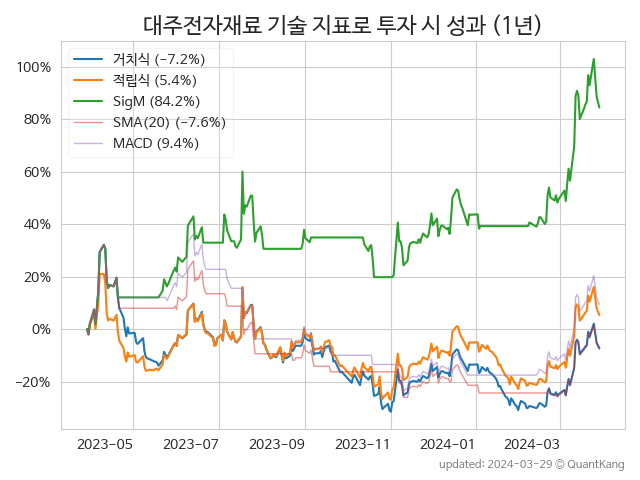 대주전자재료 기술 지표로 투자 시 성과 (1년)
거치식 (−7.2%)
적립식 (5.4%)
SigM (84.2%)
SMA(20) (−7.6%)
MACD (9.4%)
100%
80%
60%
40%
20%
0%
−20%
2023−05 2023−07 2023−09 2023−11 2024−01 2024−03
updated: 2024−03−29 © QuantKang